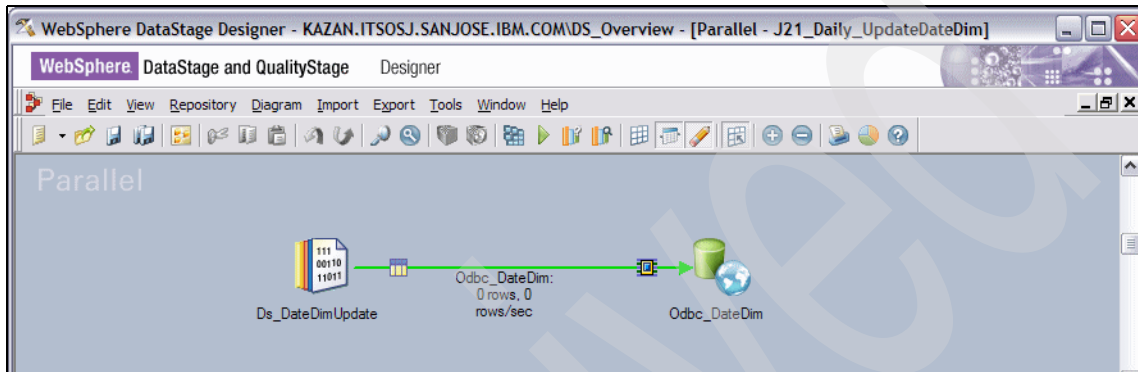 WebSphere DataStage Designer - KAZAN.ITSOSJ.SANJOSE.IBM.COM\DS_Overview - [Parallel - J21_Daily_UpdateDateDim]
WebSphere. DataStage and QualityStage Designer
File Edit View Repository Diagram Import Export Tools Window Help
Parallel
111
00110
11011
Odbc_DateDim:
0 rows, 0
rows/sec
Ds_DateDimUpdate
Odbc_DateDim